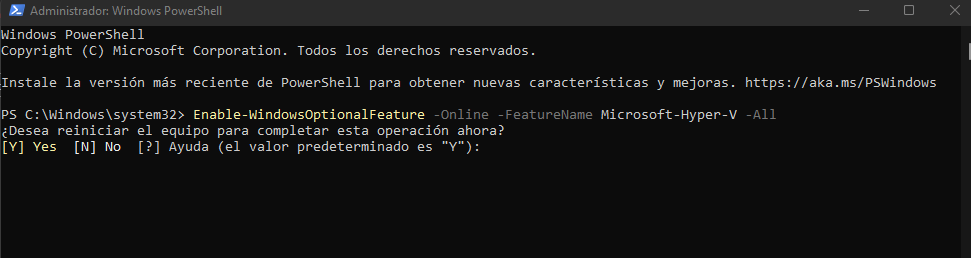 Administrador: Windows PowerShell
Windows PowerShell
Copyright (C) Microsoft Corporation. Todos los derechos reservados.
Instale la versión más reciente de PowerShell para obtener nuevas características y mejoras. https://aka.ms/PSWindows
PS C:\Windows\system32> Enable-WindowsOptionalFeature -Online -FeatureName Microsoft-Hyper-V -All
¿Desea reiniciar el equipo para completar esta operación ahora?
[Y] Yes  [N] No  [?] Ayuda (el valor predeterminado es "Y"):